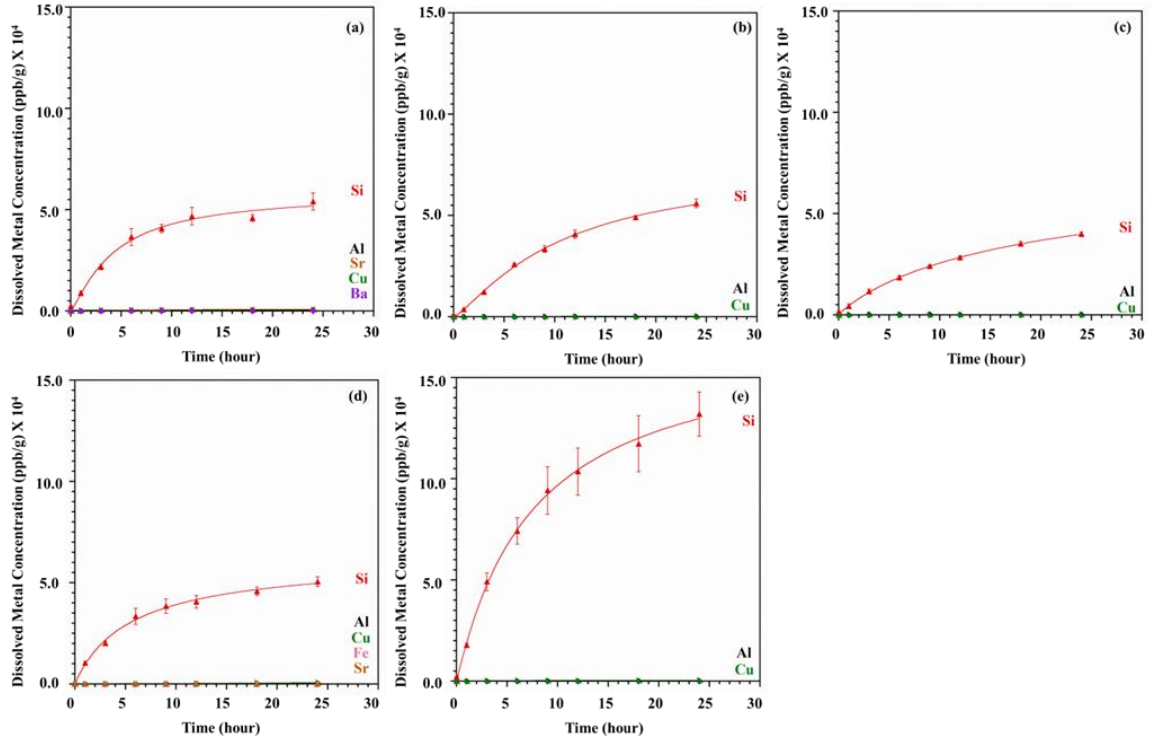 (a)
15.0
10.0
5.0
0.0
Dissolved Metal Concentration (ppb/g) X 10⁴
Si
Al
Sr
Cu
Ba
0 5 10 15 20 25 30
Time (hour)
(b)
15.0
10.0
5.0
0.0
Dissolved Metal Concentration (ppb/g) X 10⁴
Si
Al
Cu
0 5 10 15 20 25 30
Time (hour)
(c)
15.0
10.0
5.0
0.0
Dissolved Metal Concentration (ppb/g) X 10⁴
Si
Al
Cu
0 5 10 15 20 25 30
Time (hour)
(d)
15.0
10.0
5.0
0.0
Dissolved Metal Concentration (ppb/g) X 10⁴
Si
Al
Cu
Fe
Sr
0 5 10 15 20 25 30
Time (hour)
(e)
15.0
10.0
5.0
0.0
Dissolved Metal Concentration (ppb/g) X 10⁴
Si
Al
Cu
0 5 10 15 20 25 30
Time (hour)